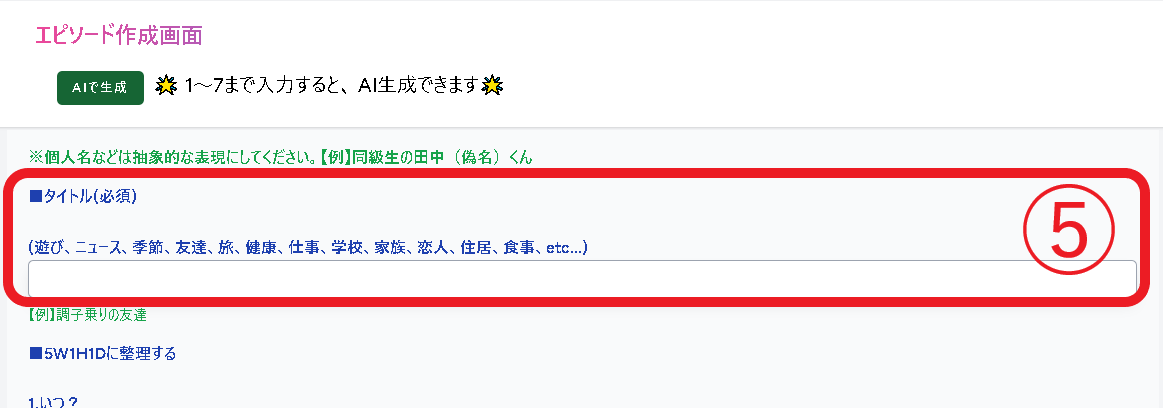 エピソード作成画面
AIで生成 🌟 1～7まで入力すると、AI生成できます🌟
※個人名などは抽象的な表現にしてください。【例】同級生の田中（偽名）くん
■タイトル(必須)
⑤
(遊び、ニュース、季節、友達、旅、健康、仕事、学校、家族、恋人、住居、食事、etc...)
【例】調子乗りの友達
■5W1H1Dに整理する
1.いつ？